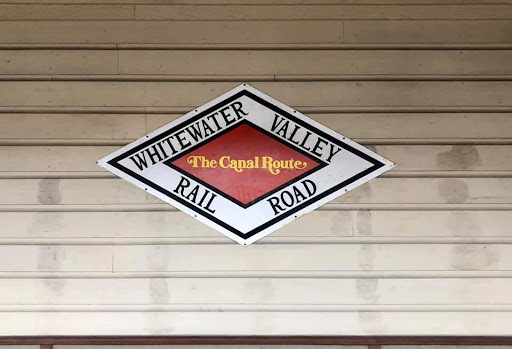 WHITEWATER VALLEY
The Canal Route
RAIL ROAD